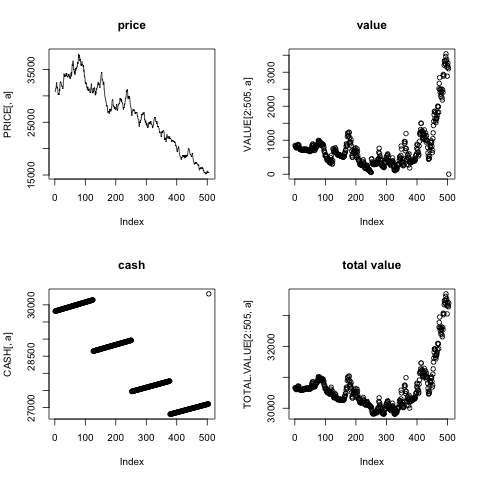 price
PRICE[, a]
15000 25000 35000
0 100 200 300 400 500
Index
value
VALUE[2:505, a]
0 1000 2000 3000
0 100 200 300 400 500
Index
cash
CASH[, a]
27000 28500 30000
0 100 200 300 400 500
Index
total value
TOTAL.VALUE[2:505, a]
30000 32000
0 100 200 300 400 500
Index